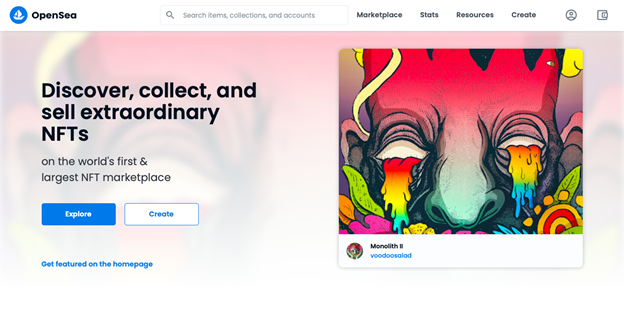 OpenSea
Search items, collections, and accounts
Marketplace
Stats
Resources
Create
Discover, collect, and
sell extraordinary
NFTs
on the world's first &
largest NFT marketplace
Explore
Create
Get featured on the homepage
Monolith II
voodoosalad